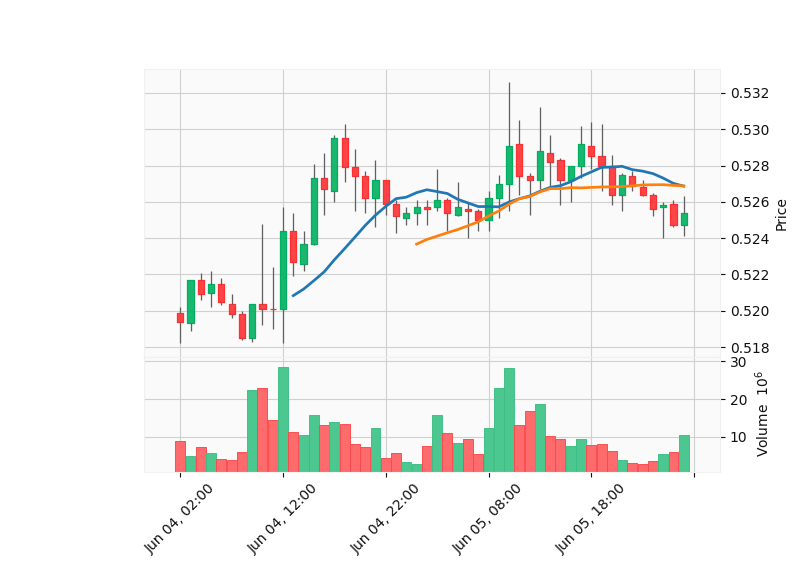 0.532
0.530
0.528
0.526
0.524
0.522
0.520
0.518
Price
30
20
10
Volume 10^6
Jun 04, 02:00
Jun 04, 12:00
Jun 04, 22:00
Jun 05, 08:00
Jun 05, 18:00